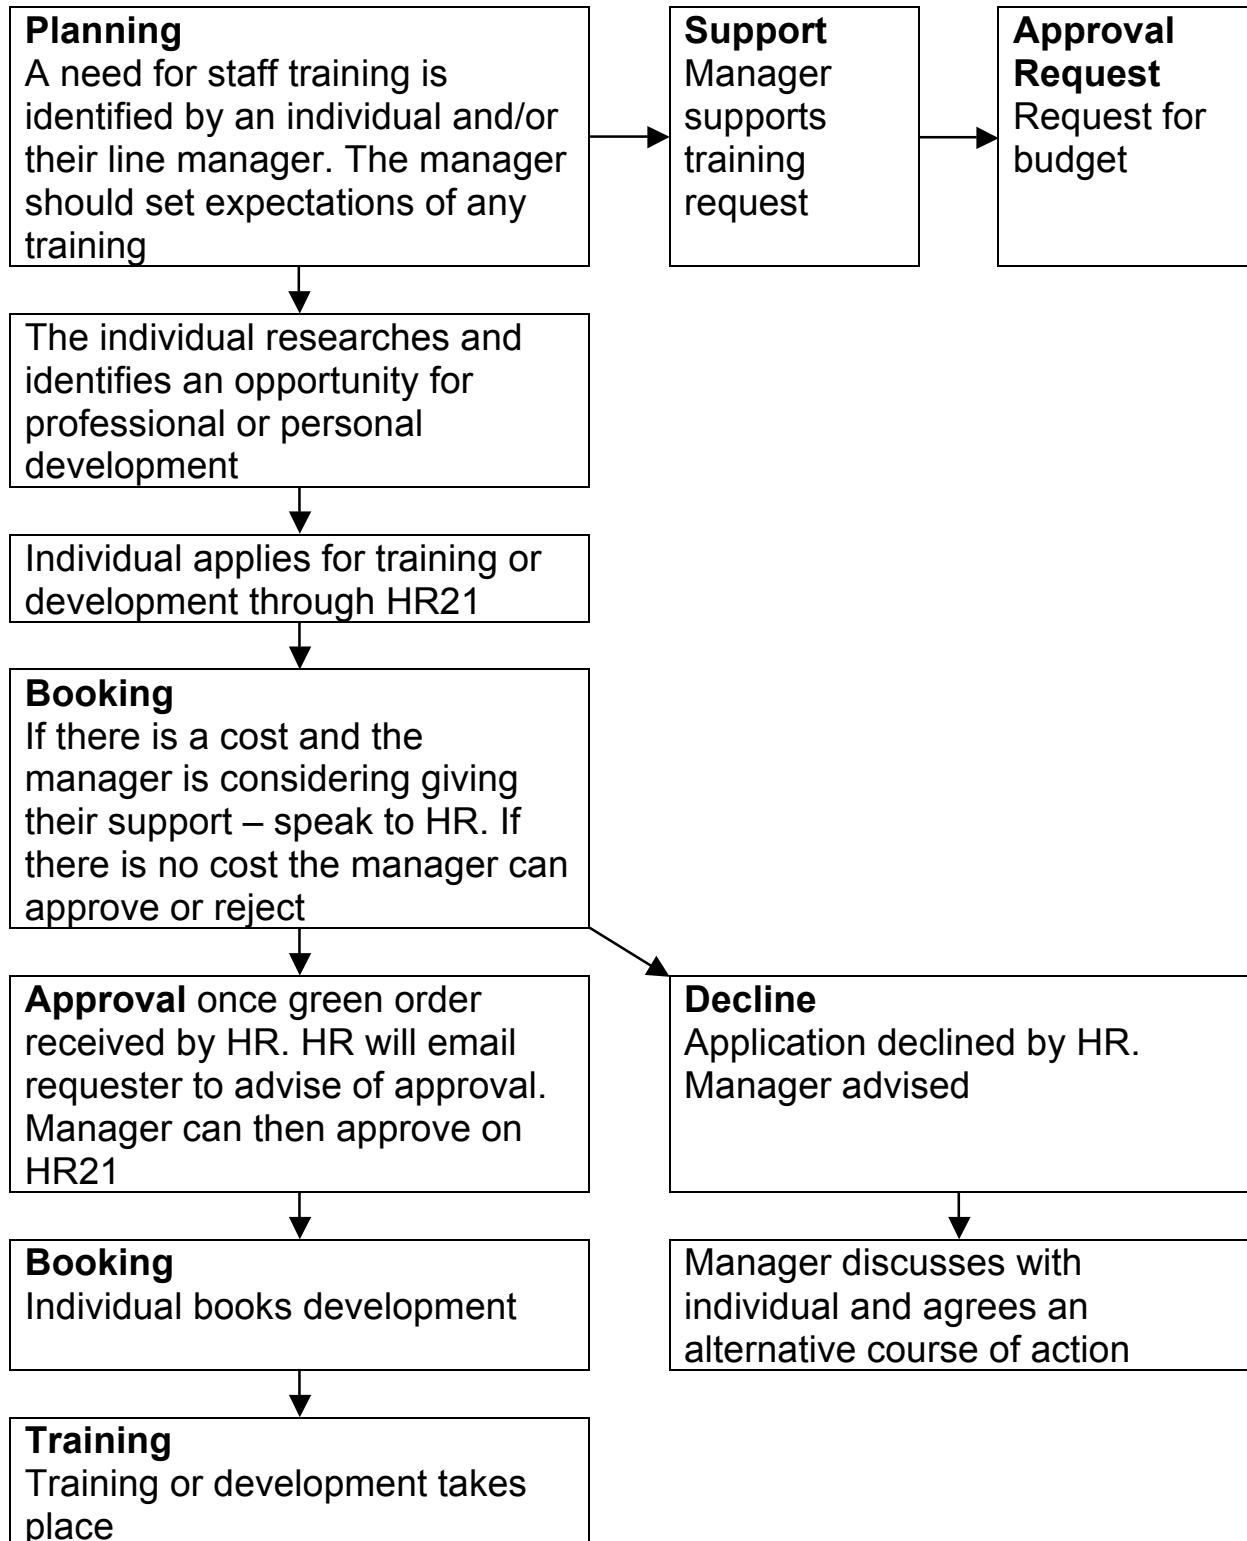 Planning
A need for staff training is
identified by an individual and/or
their line manager. The manager
should set expectations of any
training
Support
Manager
supports
training
request
Approval
Request
Request for
budget
The individual researches and
identifies an opportunity for
professional or personal
development
Individual applies for training or
development through HR21
Booking
If there is a cost and the
manager is considering giving
their support – speak to HR. If
there is no cost the manager can
approve or reject
Approval once green order
received by HR. HR will email
requester to advise of approval.
Manager can then approve on
HR21
Decline
Application declined by HR.
Manager advised
Booking
Individual books development
Manager discusses with
individual and agrees an
alternative course of action
Training
Training or development takes
place